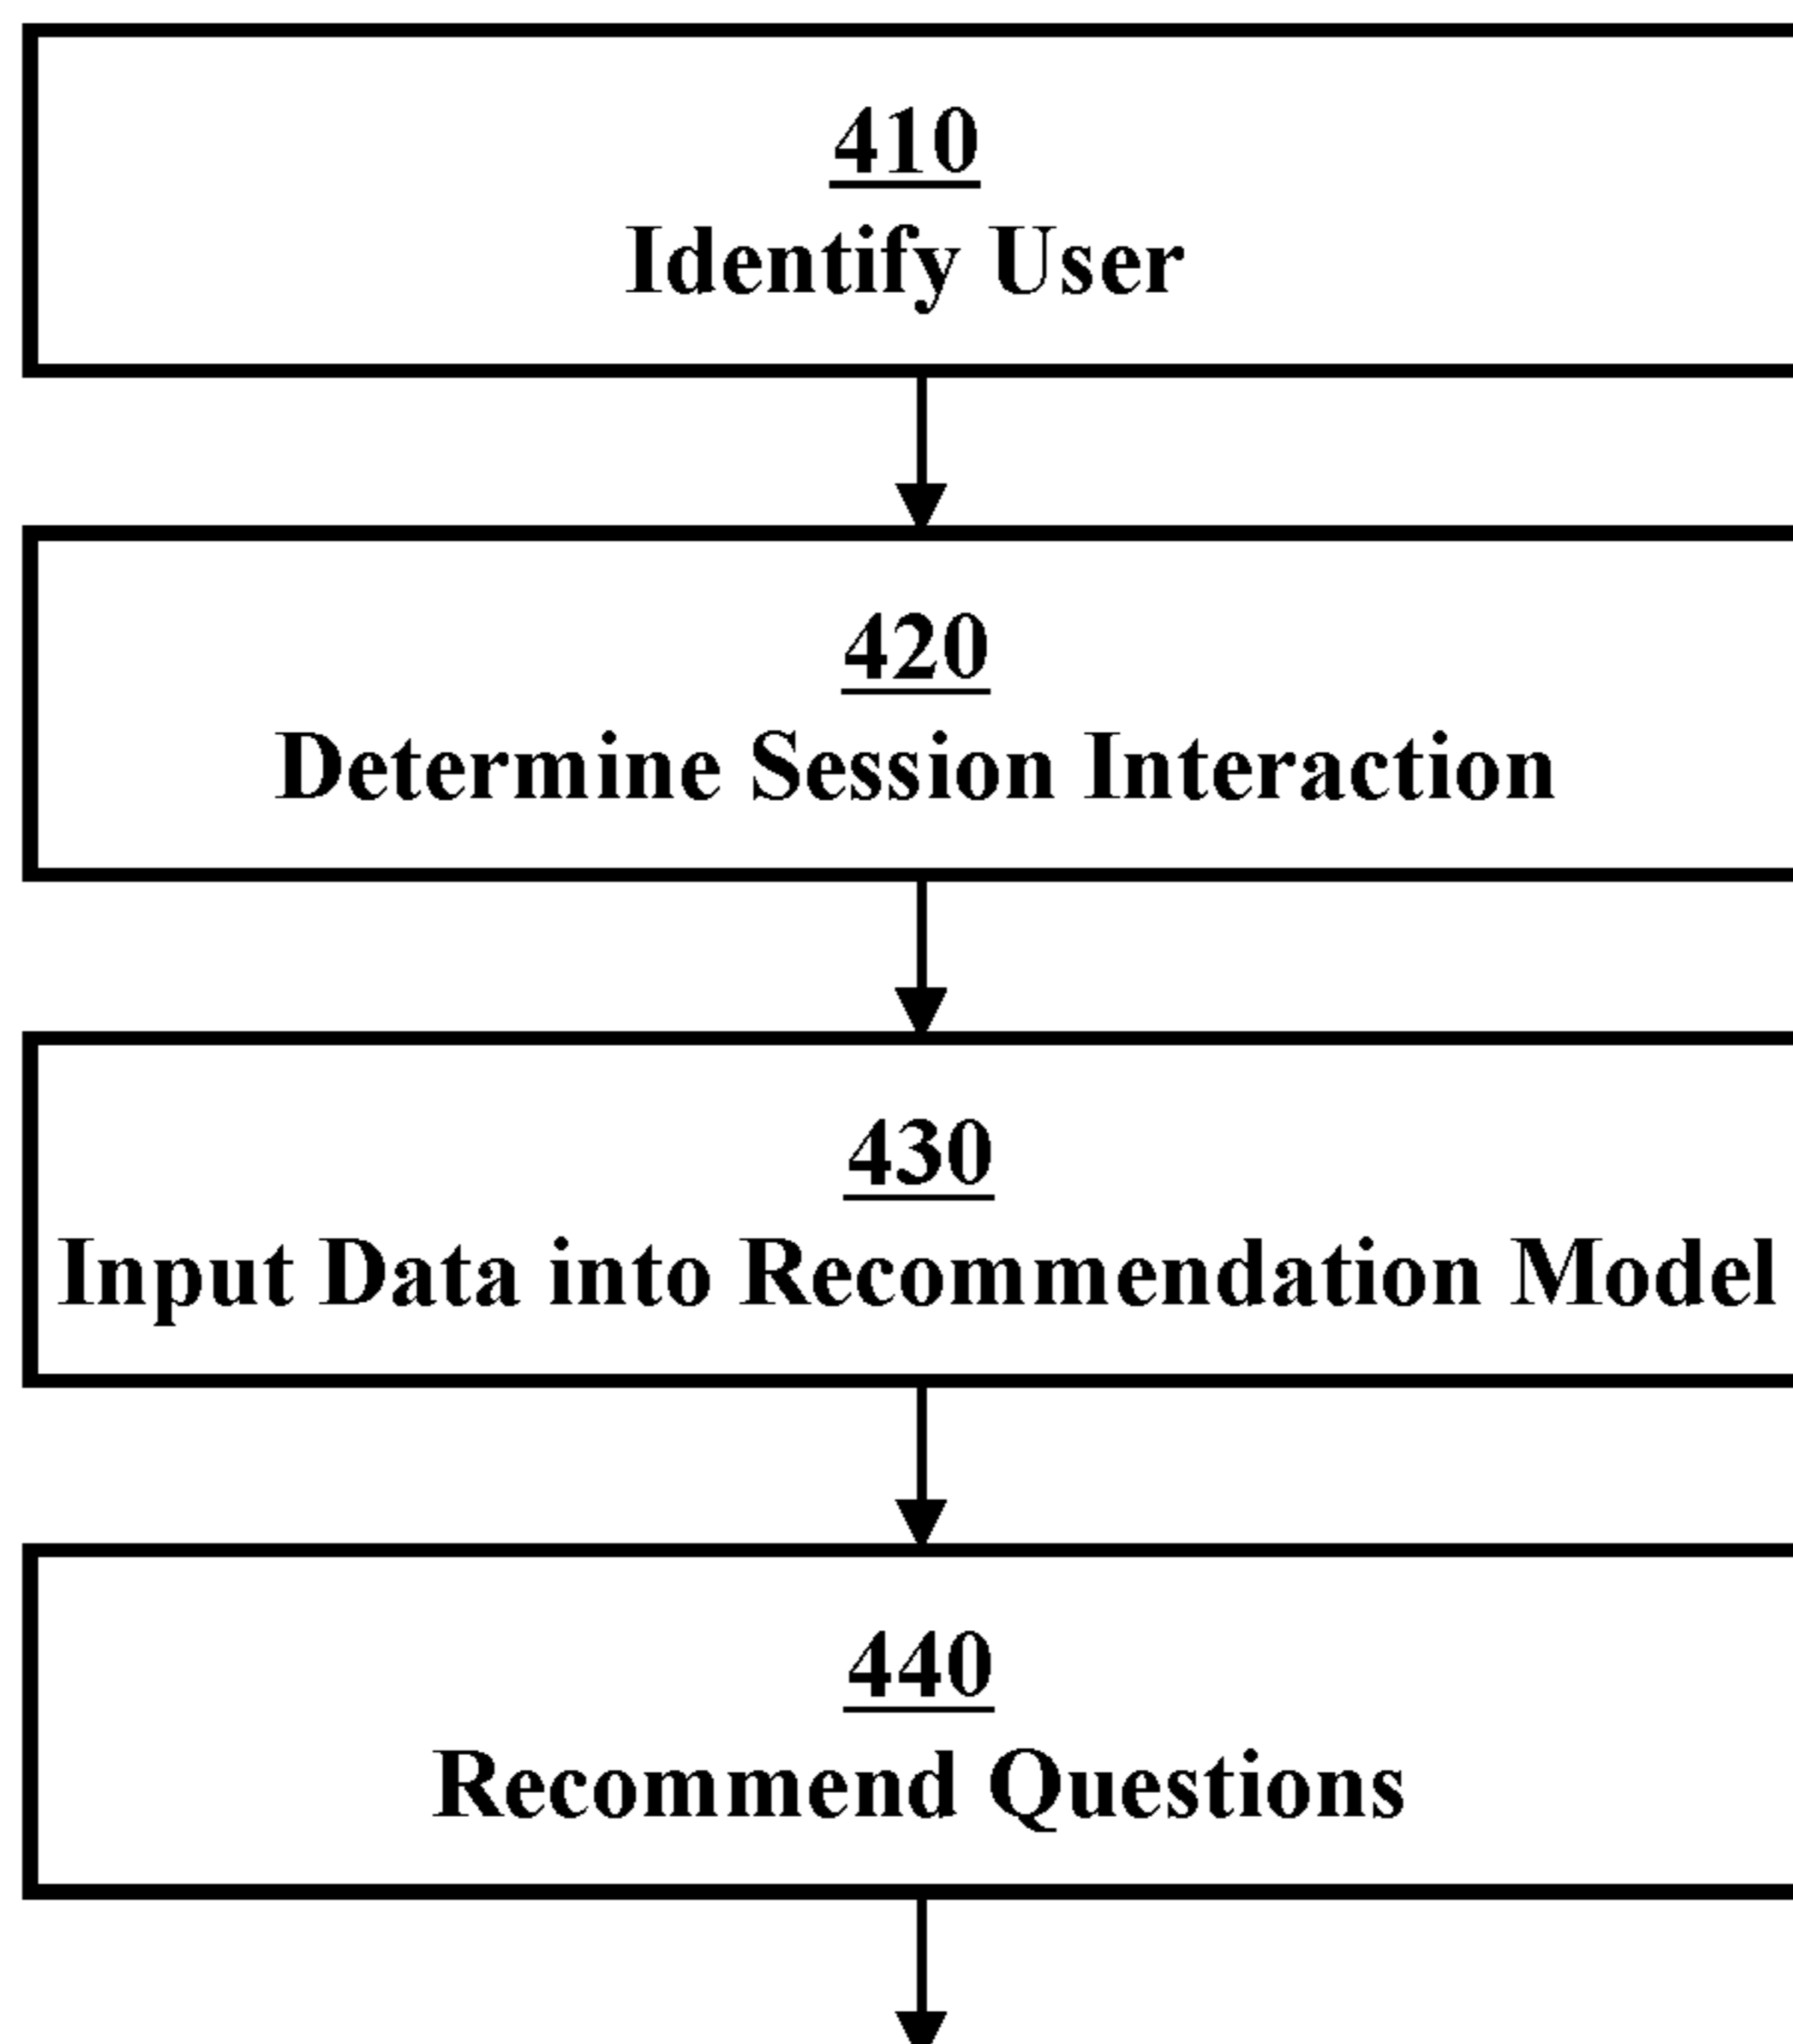 410
Identify User
420
Determine Session Interaction
430
Input Data into Recommendation Model
440
Recommend Questions